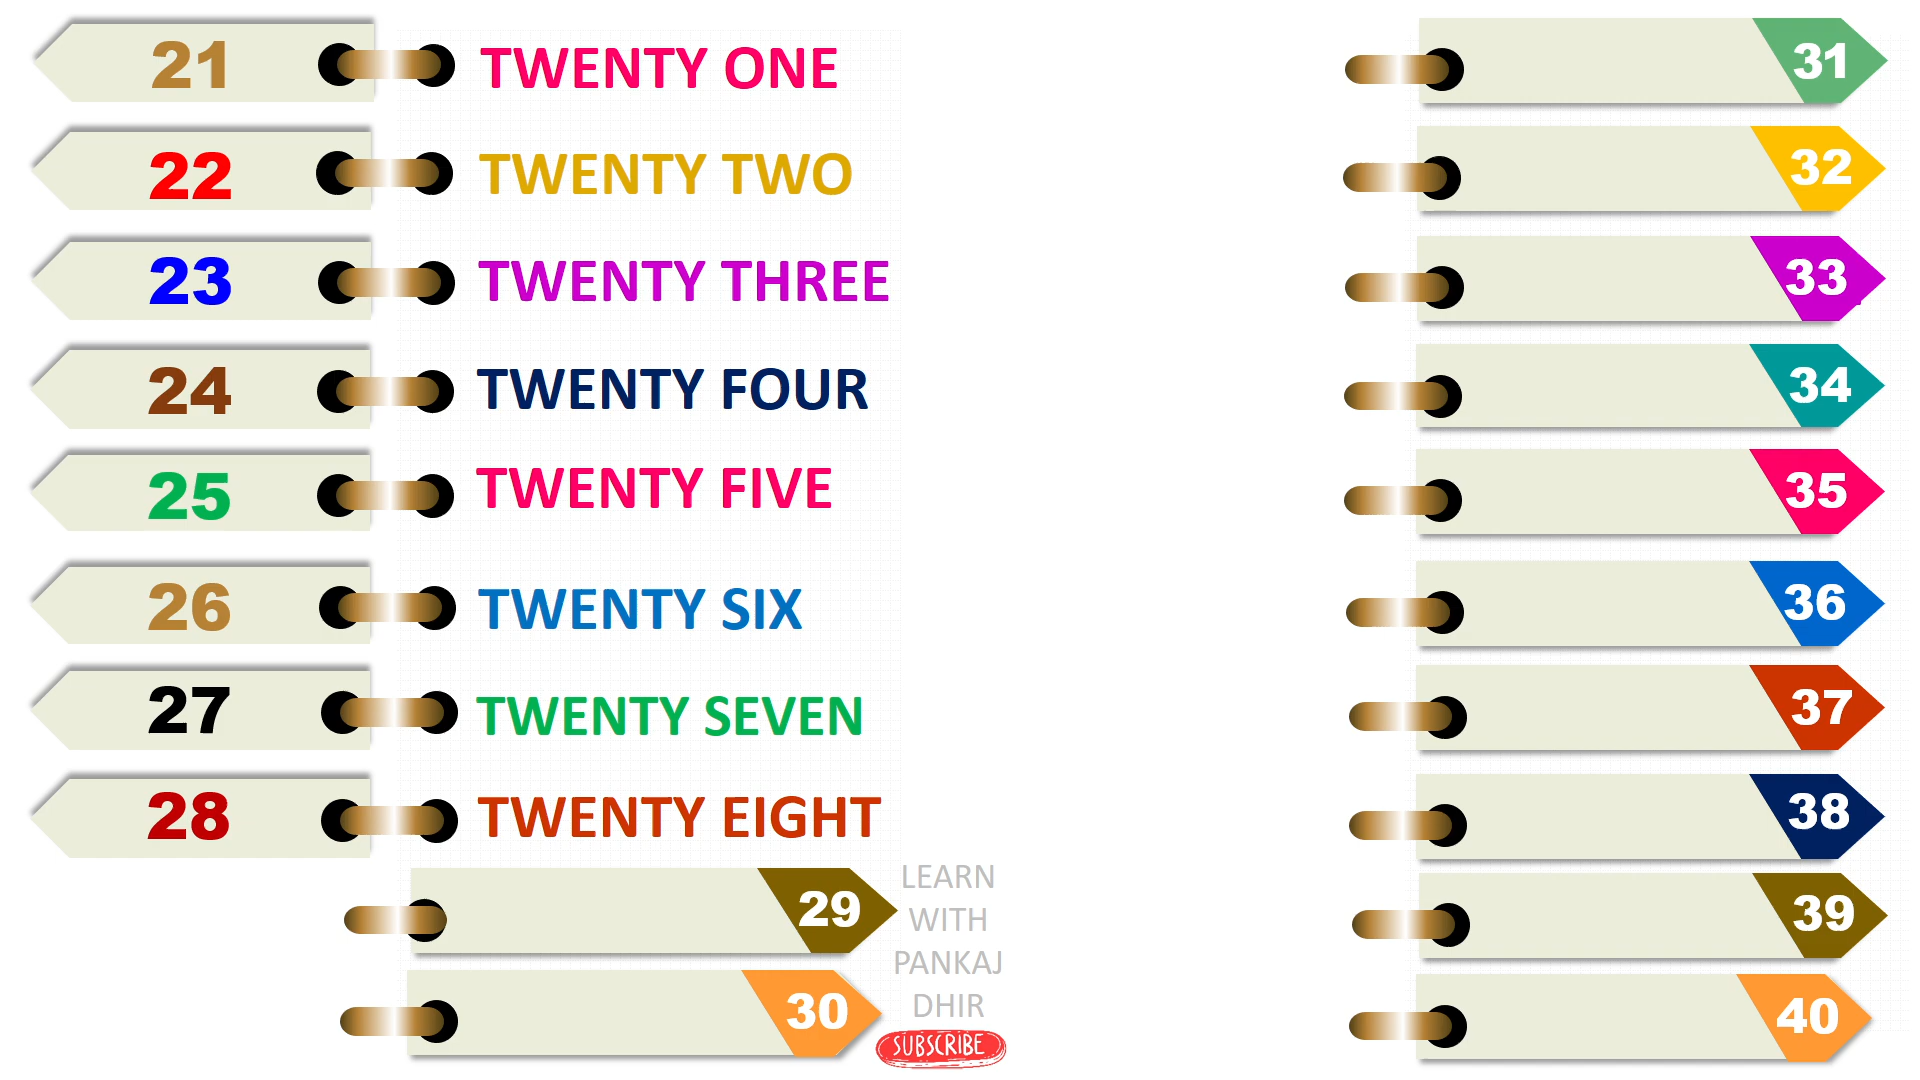 21 TWENTY ONE
22 TWENTY TWO
23 TWENTY THREE
24 TWENTY FOUR
25 TWENTY FIVE
26 TWENTY SIX
27 TWENTY SEVEN
28 TWENTY EIGHT
29
30
LEARN
WITH
PANKAJ
DHIR
SUBSCRIBE
31
32
33
34
35
36
37
38
39
40